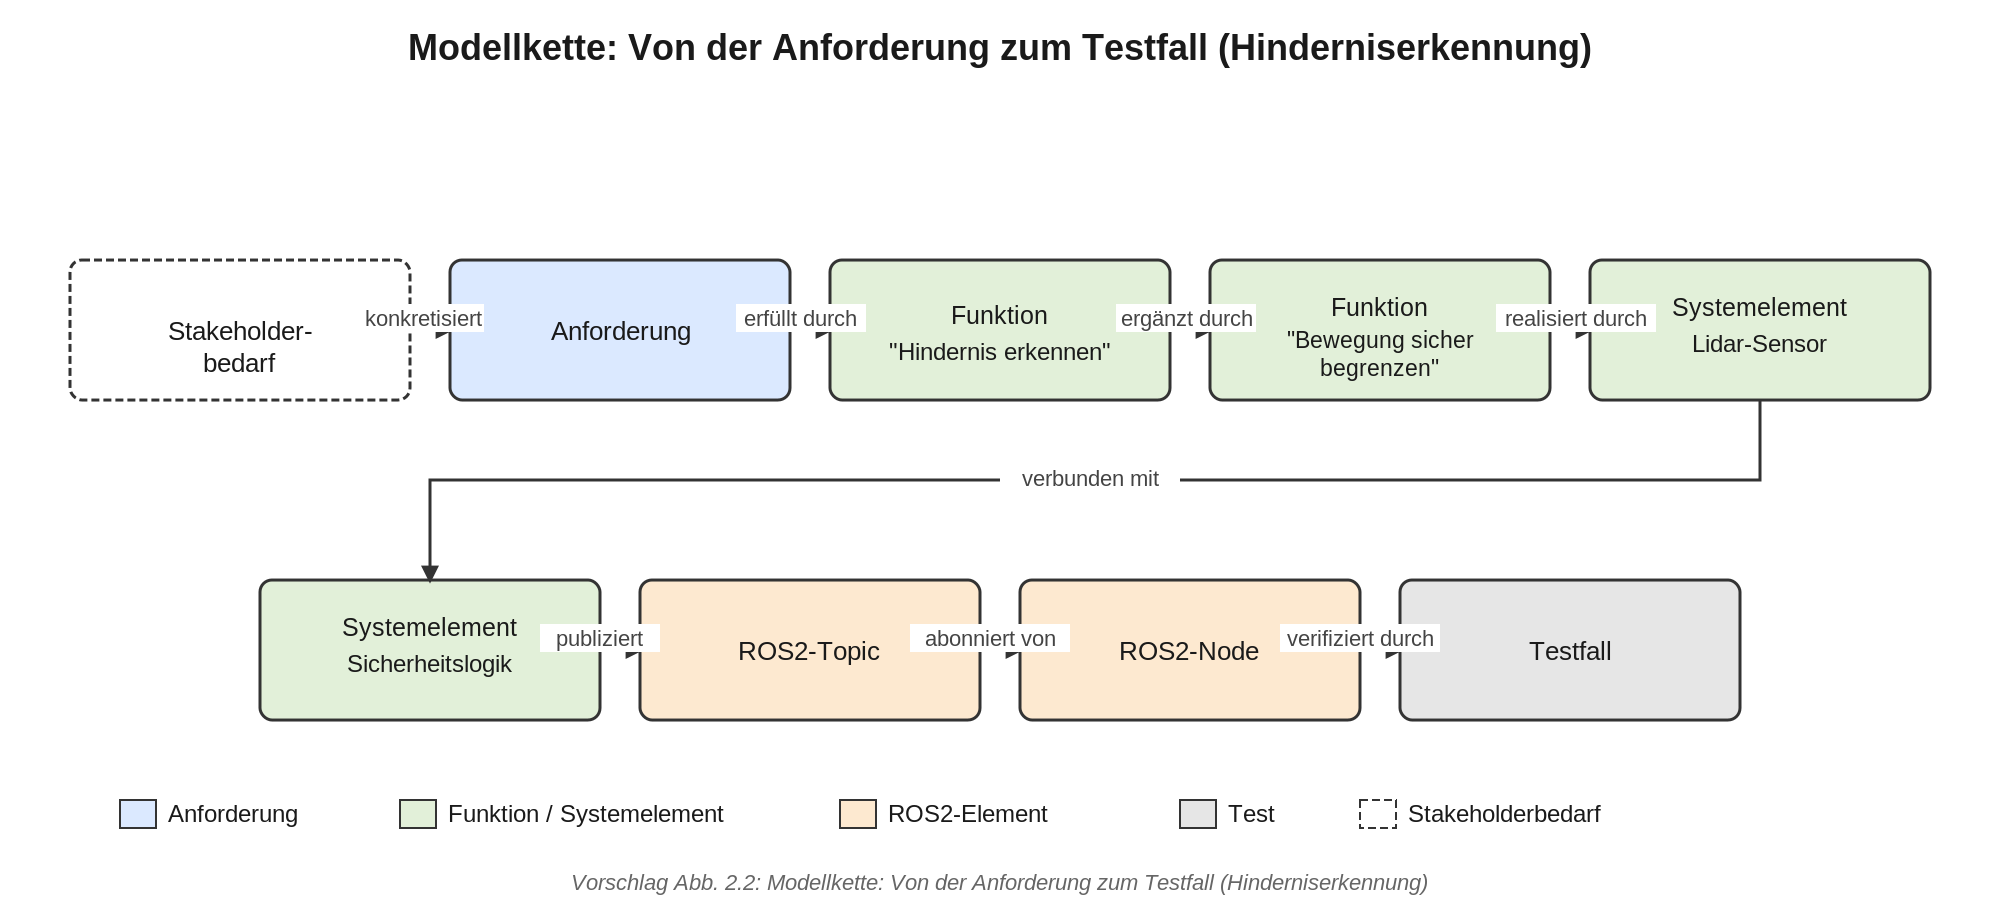 Modellkette: Von der Anforderung zum Testfall (Hinderniserkennung)
Stakeholder-
bedarf
konkretisiert
Anforderung
erfüllt durch
Funktion
"Hindernis erkennen"
ergänzt durch
Funktion
"Bewegung sicher
begrenzen"
realisiert durch
Systemelement
Lidar-Sensor
verbunden mit
Systemelement
Sicherheitslogik
publiziert
ROS2-Topic
abonniert von
ROS2-Node
verifiziert durch
Testfall
Anforderung
Funktion / Systemelement
ROS2-Element
Test
Stakeholderbedarf
Vorschlag Abb. 2.2: Modellkette: Von der Anforderung zum Testfall (Hinderniserkennung)